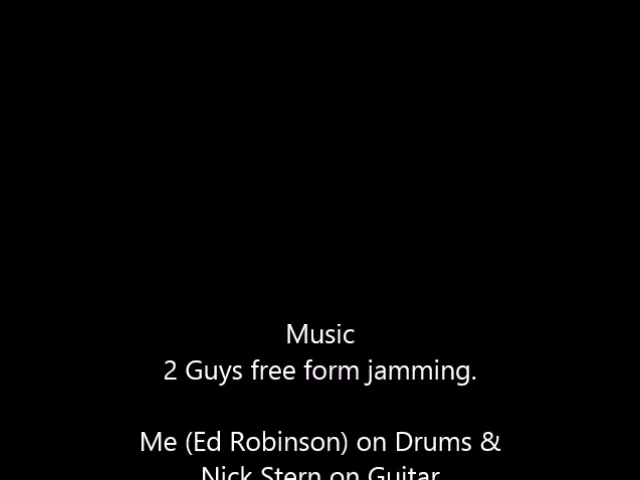 Music
2 Guys free form jamming.
Me (Ed Robinson) on Drums &
Nick Stern on Guitar